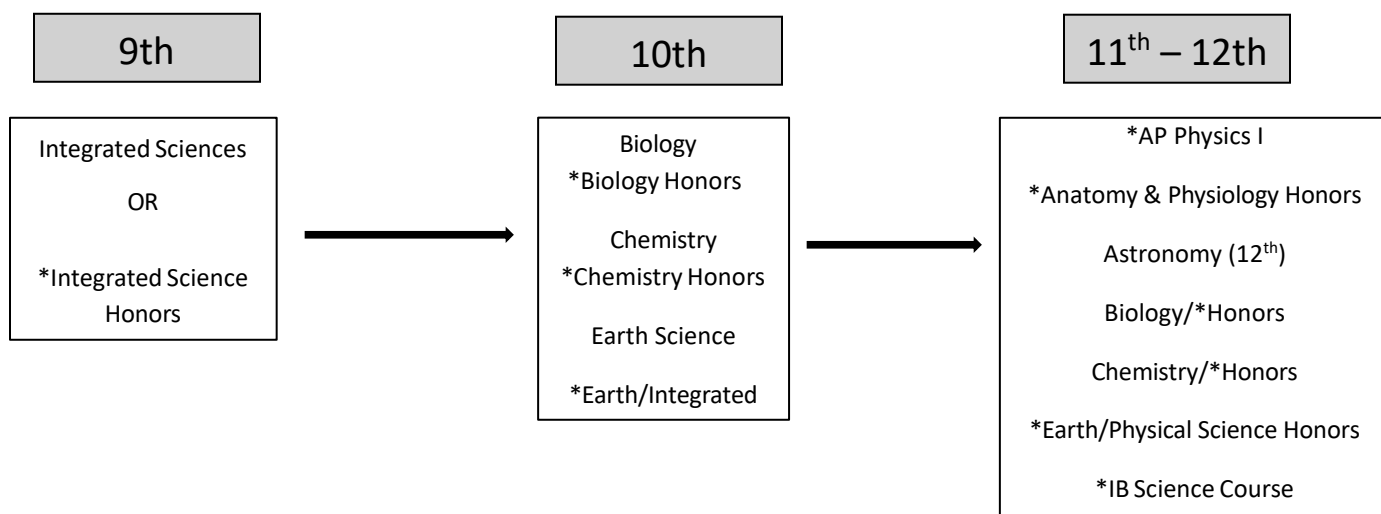 9th
Integrated Sciences
OR
*Integrated Science
Honors
10th
Biology
*Biology Honors
Chemistry
*Chemistry Honors
Earth Science
*Earth/Integrated
11th – 12th
*AP Physics I
*Anatomy & Physiology Honors
Astronomy (12th)
Biology/*Honors
Chemistry/*Honors
*Earth/Physical Science Honors
*IB Science Course